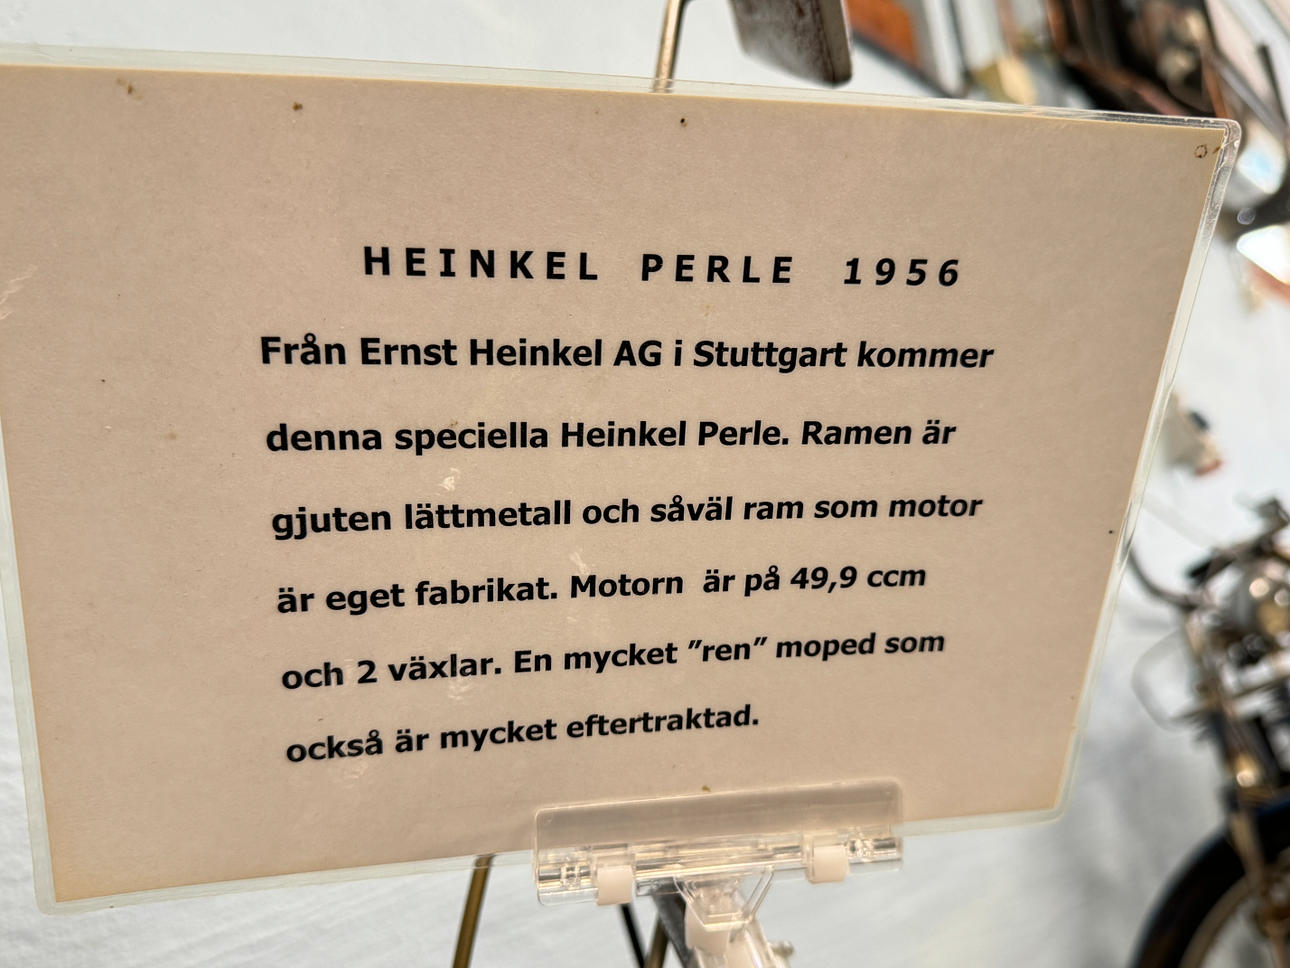 HEINKEL PERLE 1956
Från Ernst Heinkel AG i Stuttgart kommer
denna speciella Heinkel Perle. Ramen är
gjuten lättmetall och såväl ram som motor
är eget fabrikat. Motorn är på 49,9 ccm
och 2 växlar. En mycket ”ren” moped som
också är mycket eftertraktad.